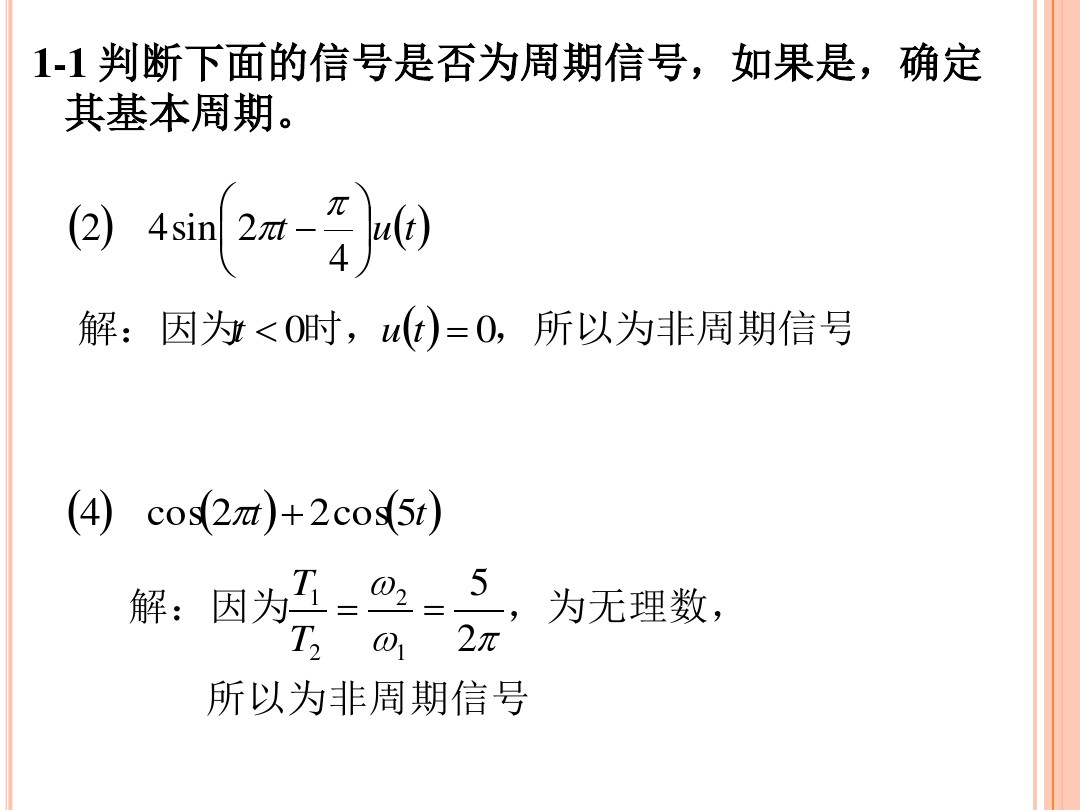 1-1 判断下面的信号是否为周期信号，如果是，确定
其基本周期。
(2) 4sin(2πt − π/4)u(t)
解：因为t < 0时，u(t) = 0，所以为非周期信号
(4) cos(2πt) + 2cos(5t)
解：因为T₁/T₂ = ω₂/ω₁ = 5/2π，为无理数，
所以为非周期信号